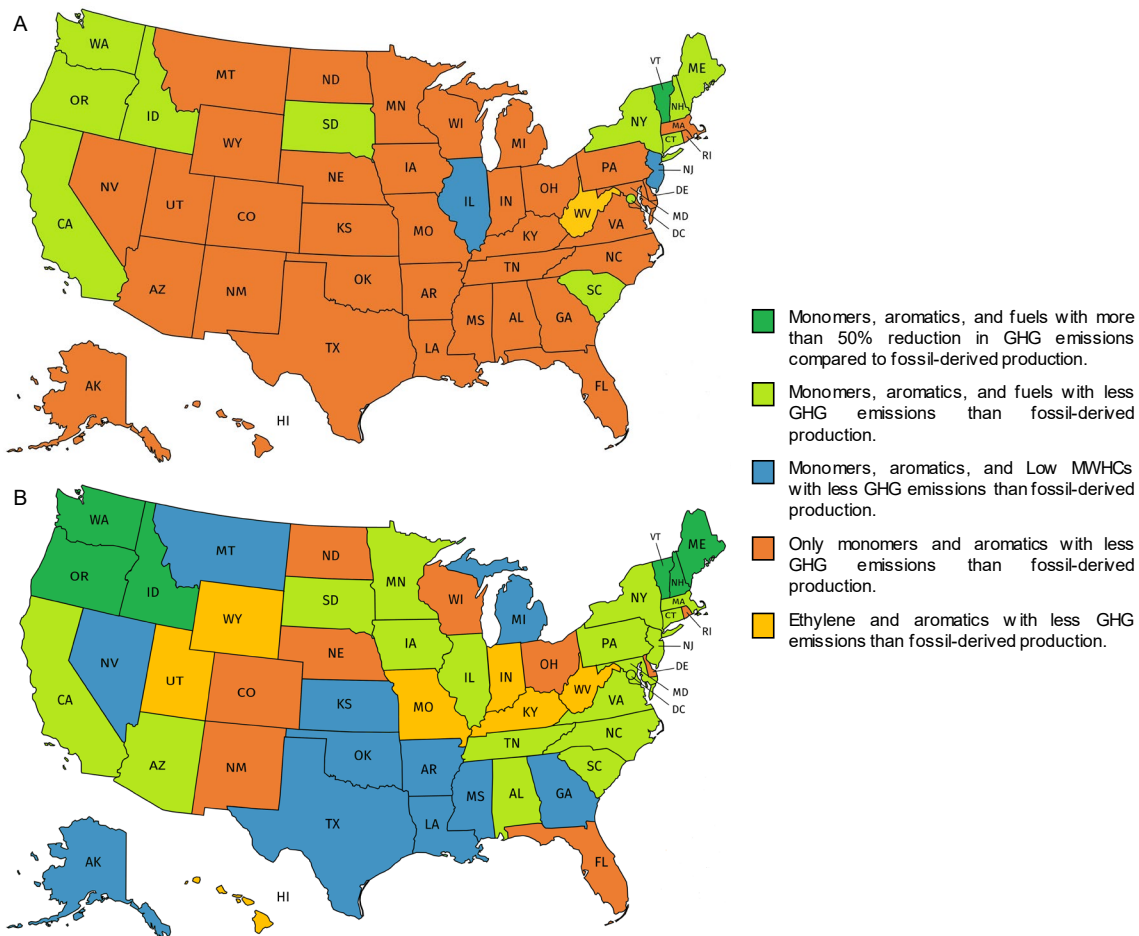 A
WA
MT
ND
MN
VT
ME
OR
ID
SD
WI
MI
NY
NH
MA
CT
RI
WY
IA
NE
PA
NJ
NV
UT
CO
IL
IN
OH
DE
MD
DC
CA
KS
MO
WV
VA
KY
NC
TN
AZ
NM
OK
AR
SC
MS
AL
GA
TX
LA
FL
AK
HI
Monomers, aromatics, and fuels with more
than 50% reduction in GHG emissions
compared to fossil-derived production.
Monomers, aromatics, and fuels with less
GHG emissions than fossil-derived
production.
Monomers, aromatics, and Low MWHCs
with less GHG emissions than fossil-derived
production.
Only monomers and aromatics with less
GHG emissions than fossil-derived
production.
Ethylene and aromatics with less GHG
emissions than fossil-derived production.
B
WA
MT
ND
MN
VT
ME
OR
ID
SD
WI
MI
NY
NH
MA
CT
RI
WY
IA
NE
PA
NJ
NV
UT
CO
IL
IN
OH
DE
MD
DC
CA
KS
MO
WV
VA
KY
NC
TN
AZ
NM
OK
AR
SC
MS
AL
GA
TX
LA
FL
AK
HI